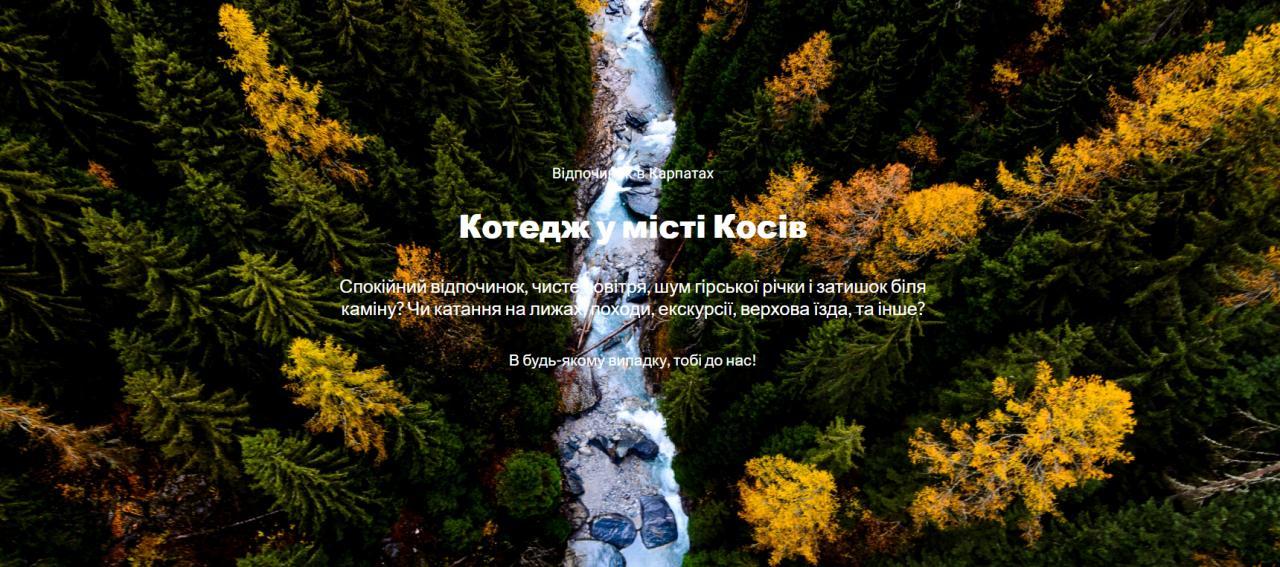 Відпочинок в Карпатах
Котедж у місті Косів
Спокійний відпочинок, чисте повітря, шум гірської річки і затишок біля
каміну? Чи катання на лижах, походи, екскурсії, верхова їзда, та інше?
В будь-якому випадку, тобі до нас!